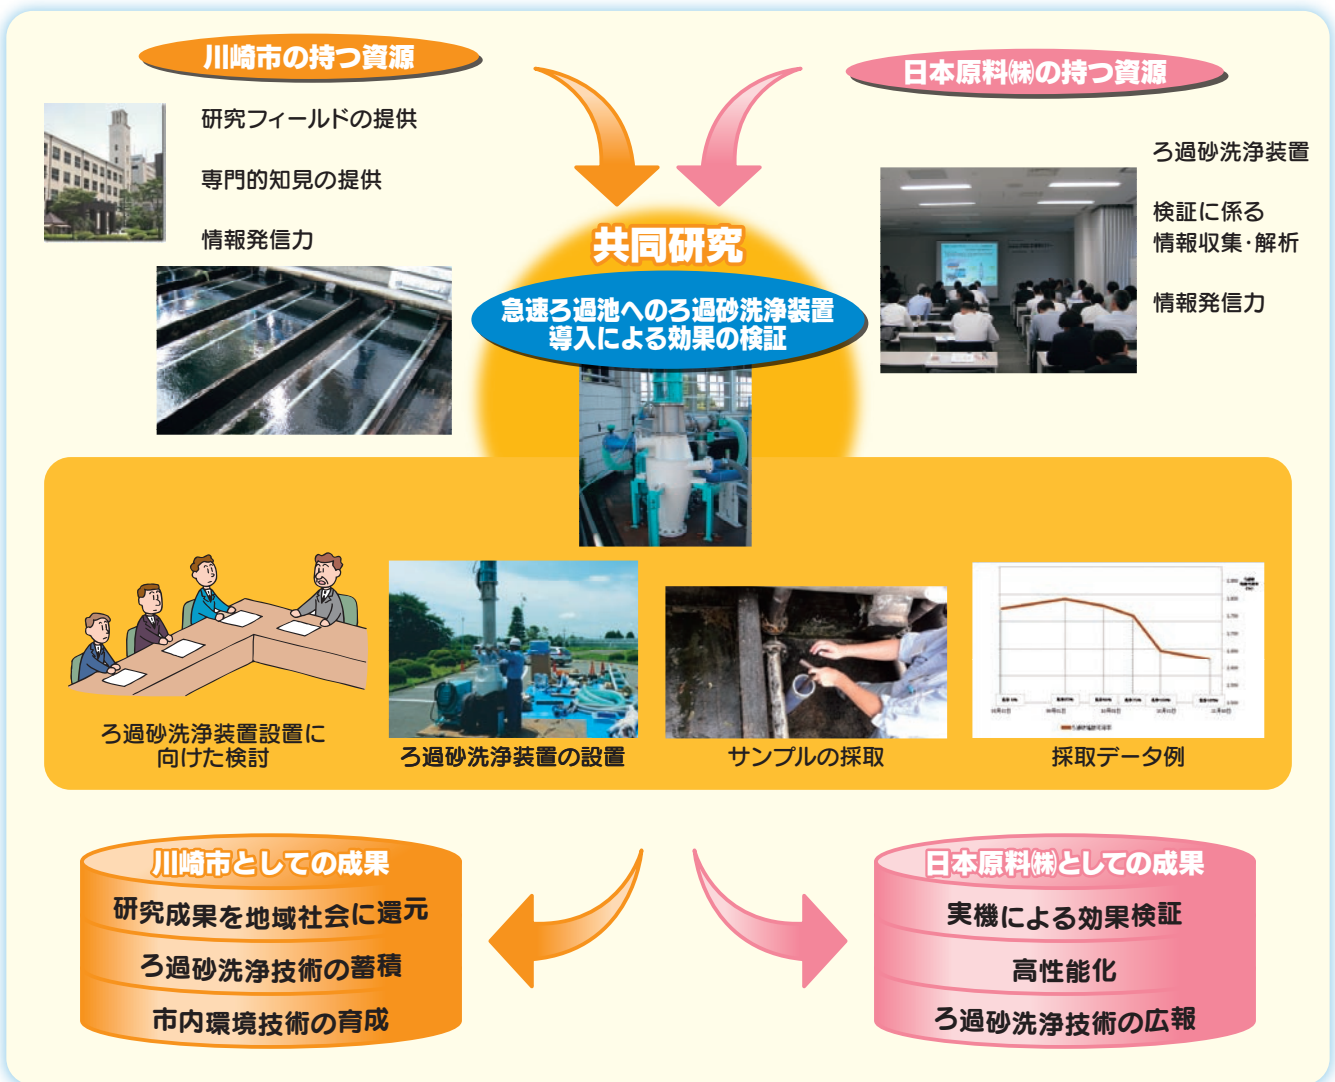 川崎市の持つ資源
研究フィールドの提供
専門的知見の提供
情報発信力
日本原料㈱の持つ資源
ろ過砂洗浄装置
検証に係る
情報収集・解析
情報発信力
共同研究
急速ろ過池へのろ過砂洗浄装置
導入による効果の検証
ろ過砂洗浄装置設置に
向けた検討
ろ過砂洗浄装置の設置
サンプルの採取
採取データ例
川崎市としての成果
研究成果を地域社会に還元
ろ過砂洗浄技術の蓄積
市内環境技術の育成
日本原料㈱としての成果
実機による効果検証
高性能化
ろ過砂洗浄技術の広報